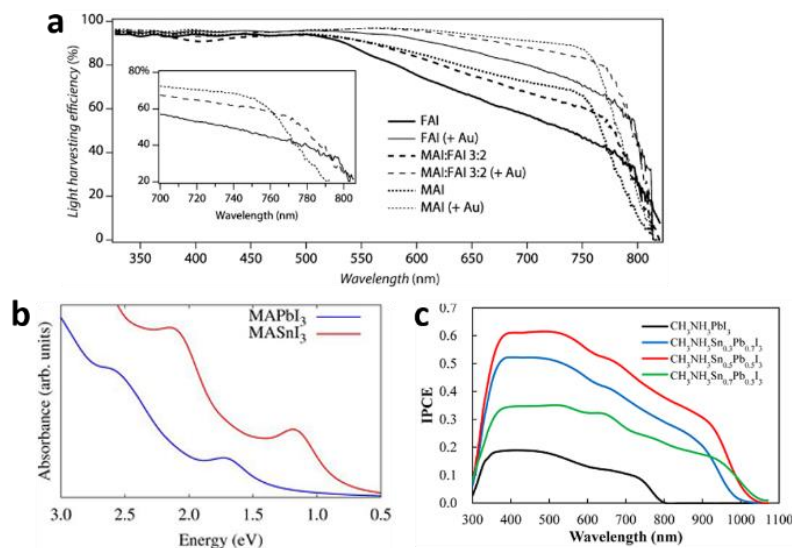 a
100
80
60
40
20
0
Light harvesting efficiency (%)
80%
60
40
20
700 720 740 760 780 800
Wavelength (nm)
FAI
FAI (+ Au)
MAI:FAI 3:2
MAI:FAI 3:2 (+ Au)
MAI
MAI (+ Au)
350 400 450 500 550 600 650 700 750 800
Wavelength (nm)
b
MAPbI3
MASnI3
Absorbance (arb. units)
3.0 2.5 2.0 1.5 1.0 0.5
Energy (eV)
c
0.7
0.6
0.5
0.4
0.3
0.2
0.1
0.0
IPCE
CH3NH3PbI3
CH3NH3Sn0.3Pb0.7I3
CH3NH3Sn0.5Pb0.5I3
CH3NH3Sn0.7Pb0.5I3
300 400 500 600 700 800 900 1000 1100
Wavelength (nm)